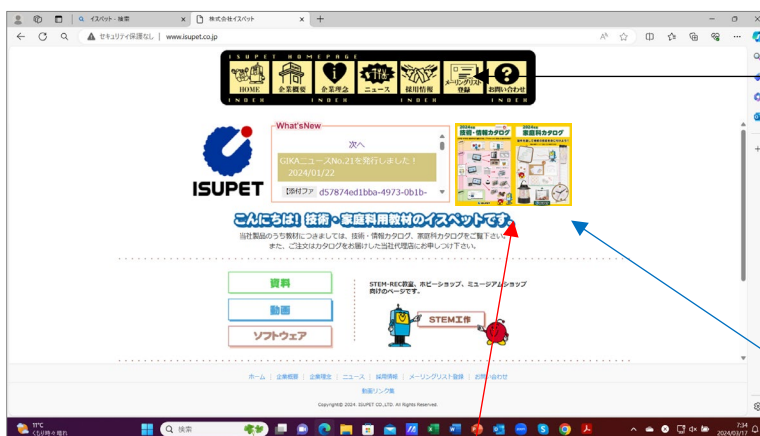 イスペット - 検索
株式会社イスペット
セキュリティ保護なし | www.isupet.co.jp
ISUPET HOMEPAGE
HOME
企業概要
企業理念
ニュース
採用情報
メーリングリスト登録
お問い合わせ
INDEX INDEX INDEX INDEX
ISUPET
What'sNew
次へ
GIKAニュースNo.21を発行しました！
2024/01/22
【添付ファ d57874ed1bba-4973-0b1b-
技術・情報カタログ
家庭科カタログ
こんにちは！技術・家庭科用教材のイスペットです。
当社製品のうち教材につきましては、技術・情報カタログ、家庭科カタログをご覧下さい。
また、ご注文はカタログをお届けした当社代理店にお申しつけ下さい。
資料
動画
ソフトウェア
STEM-REC教室、ホビーショップ、ミュージアムショップ
向けのページです。
STEM工作
ホーム | 企業概要 | 企業理念 | ニュース | 採用情報 | メーリングリスト登録 | お問い合わせ
動画リンク集
Copyright© 2024 ISUPET CO.,LTD. All Rights Reserved.
11°C
くもり時々晴れ
検索
7:34
2024/03/17